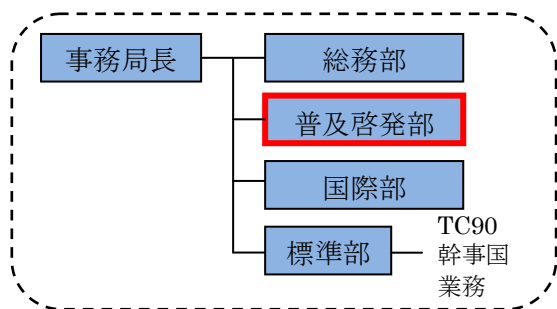 事務局長
総務部
普及啓発部
国際部
標準部
TC90
幹事国
業務